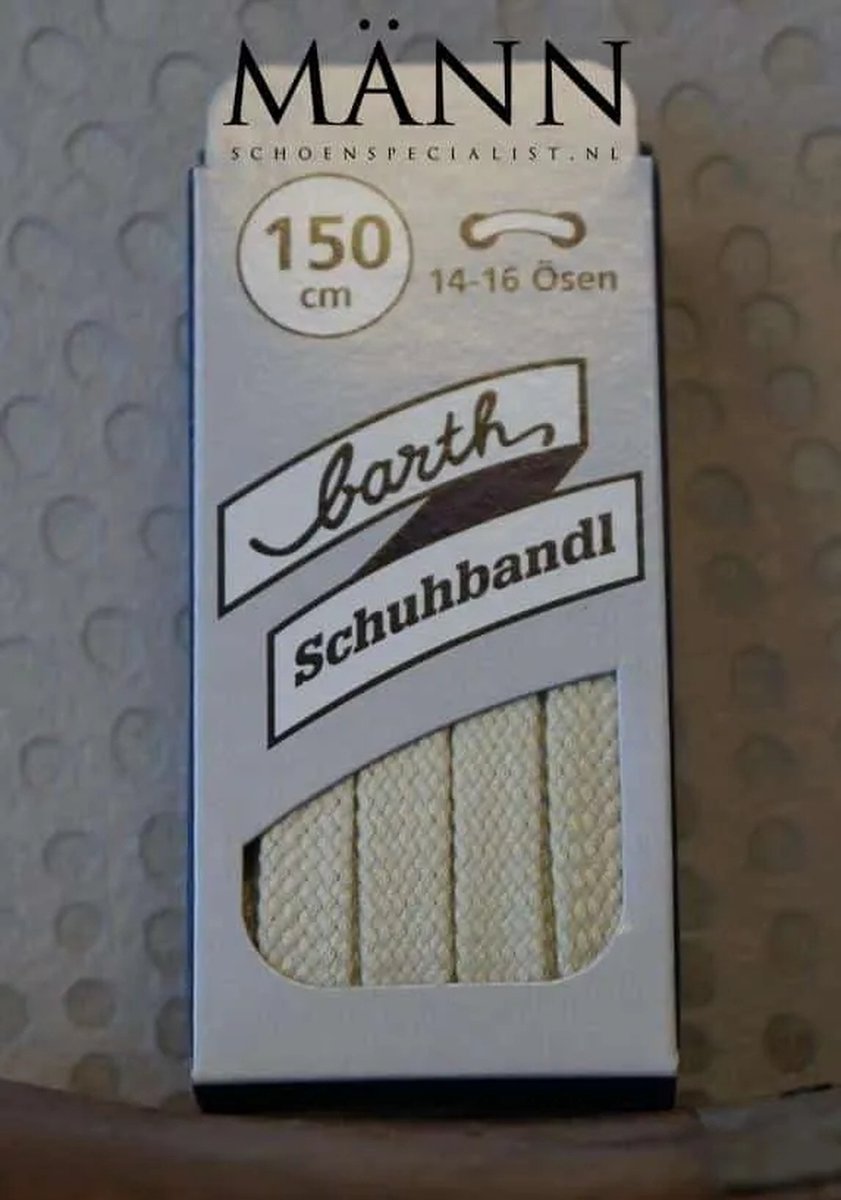 MÄNN
SCHOENSPECIALIST.NL
150
cm
14-16 Ösen
barth
Schuhbandl